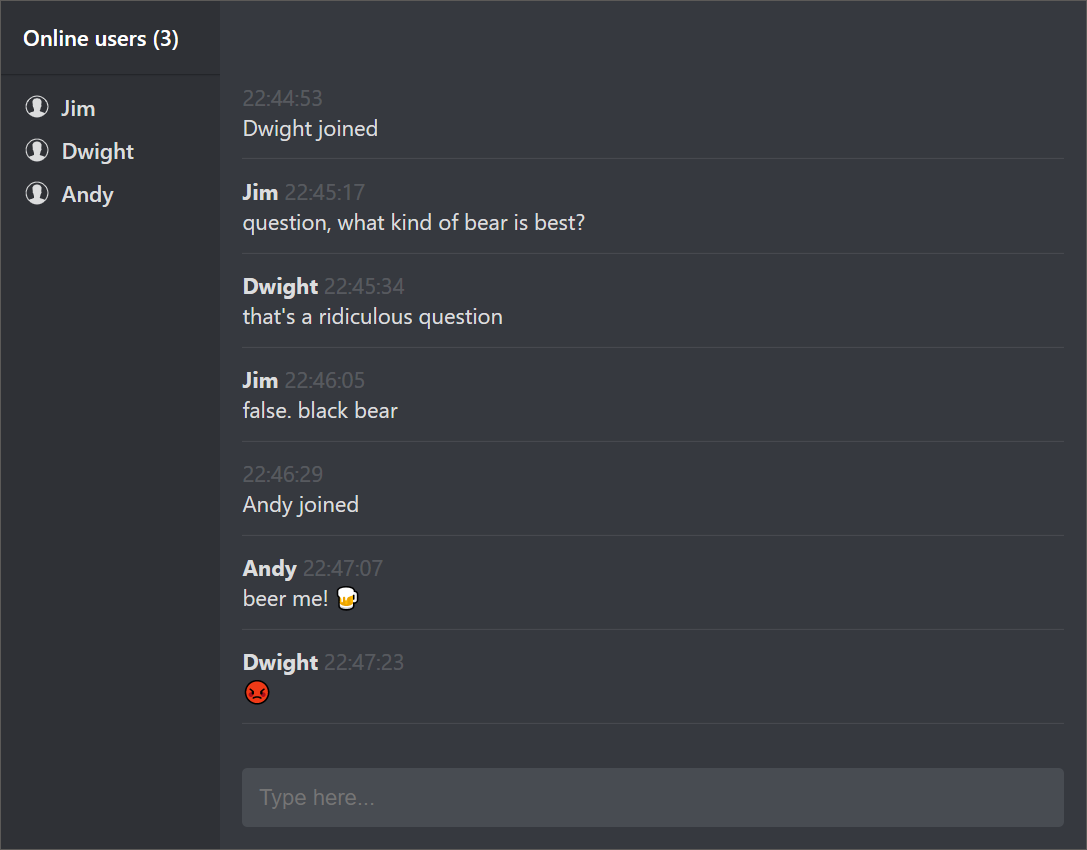 Online users (3)
Jim
Dwight
Andy
22:44:53
Dwight joined
Jim 22:45:17
question, what kind of bear is best?
Dwight 22:45:34
that's a ridiculous question
Jim 22:46:05
false. black bear
22:46:29
Andy joined
Andy 22:47:07
beer me! 🍺
Dwight 22:47:23
😡
Type here...